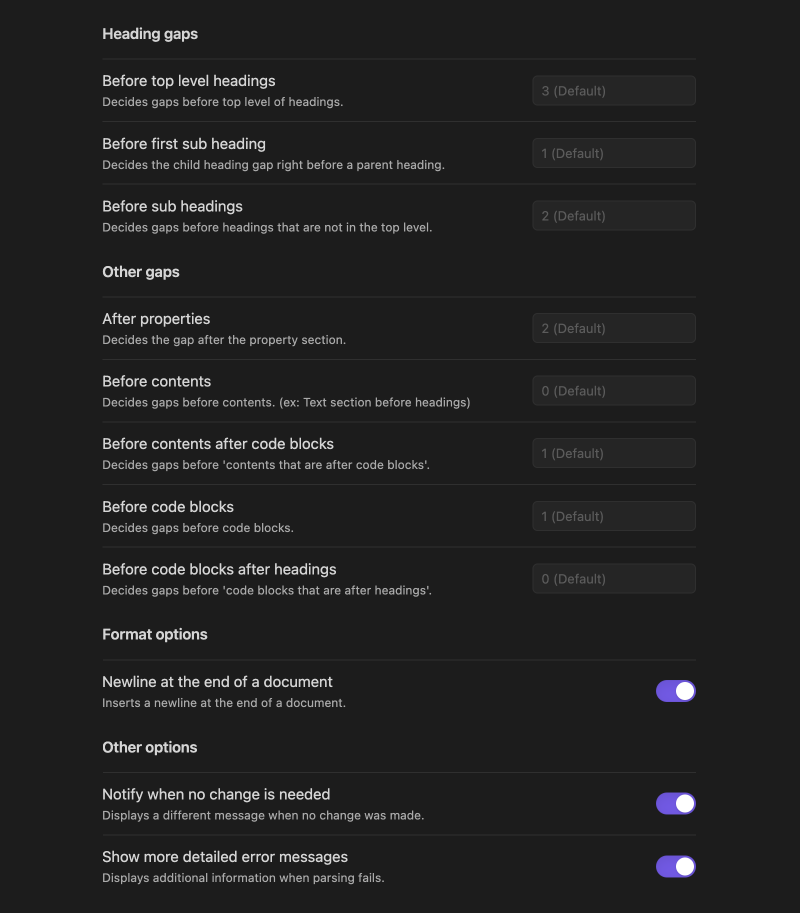 Heading gaps
Before top level headings
3 (Default)
Decides gaps before top level of headings.
Before first sub heading
1 (Default)
Decides the child heading gap right before a parent heading.
Before sub headings
2 (Default)
Decides gaps before headings that are not in the top level.
Other gaps
After properties
2 (Default)
Decides the gap after the property section.
Before contents
0 (Default)
Decides gaps before contents. (ex: Text section before headings)
Before contents after code blocks
1 (Default)
Decides gaps before 'contents that are after code blocks'.
Before code blocks
1 (Default)
Decides gaps before code blocks.
Before code blocks after headings
0 (Default)
Decides gaps before 'code blocks that are after headings'.
Format options
Newline at the end of a document
Inserts a newline at the end of a document.
Other options
Notify when no change is needed
Displays a different message when no change was made.
Show more detailed error messages
Displays additional information when parsing fails.